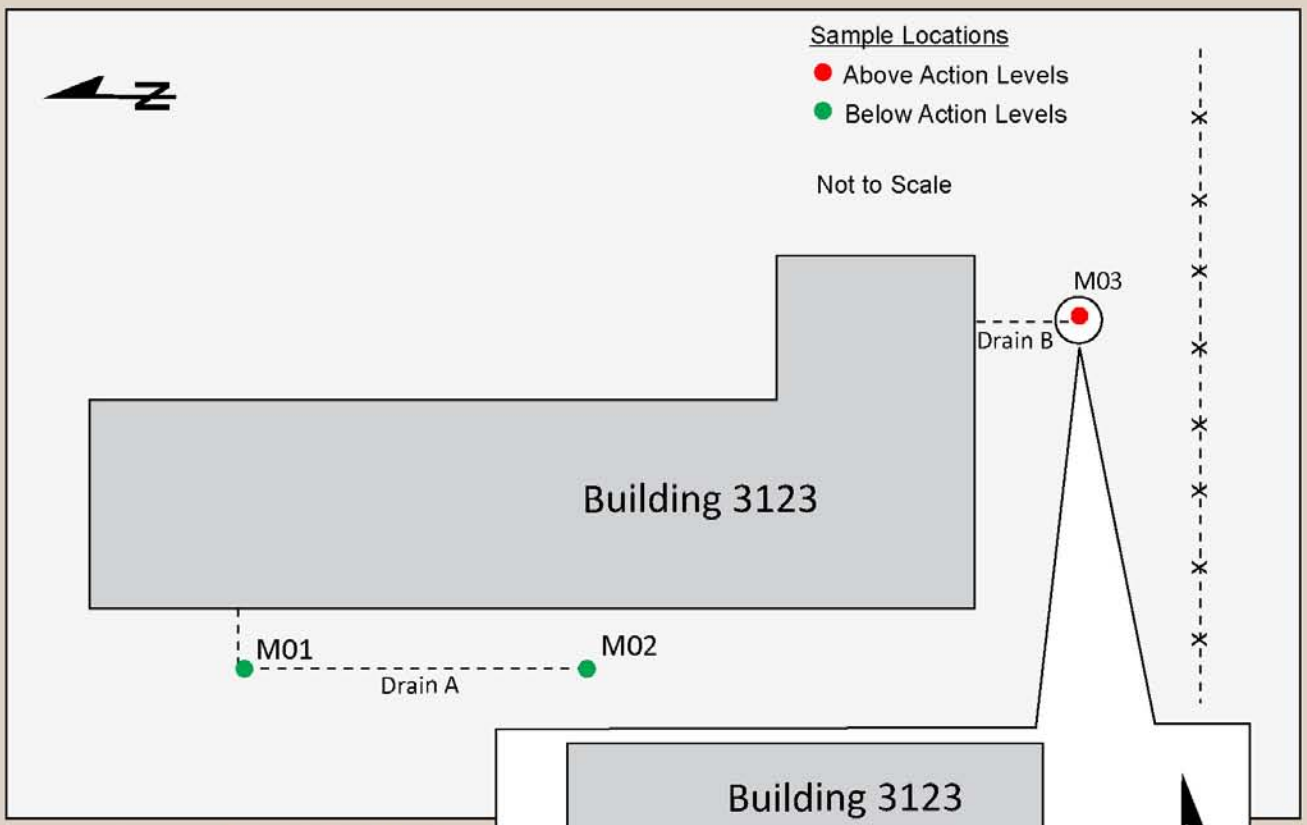 Sample Locations
Above Action Levels
Below Action Levels
N
Not to Scale
M03
Drain B
Building 3123
M01
M02
Drain A
Building 3123